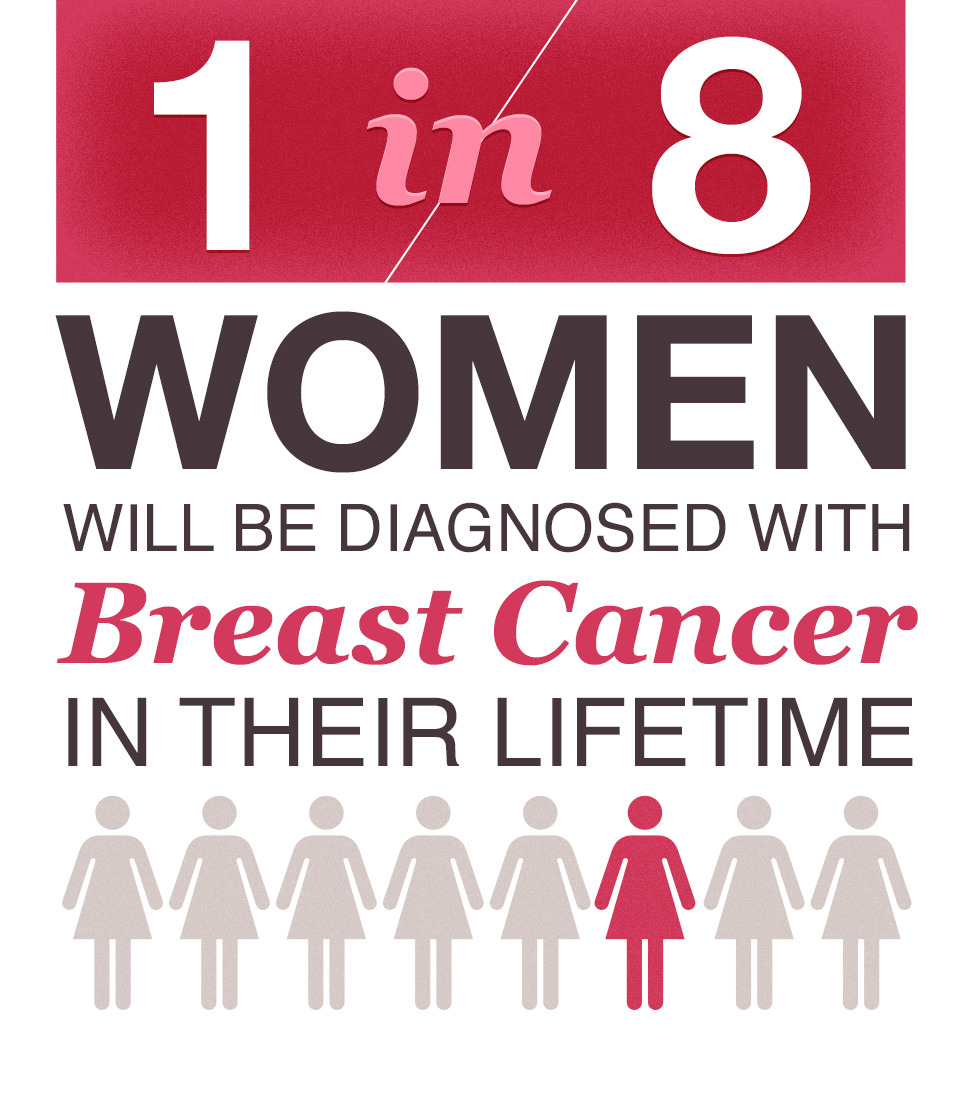 1 in 8
WOMEN
WILL BE DIAGNOSED WITH
Breast Cancer
IN THEIR LIFETIME